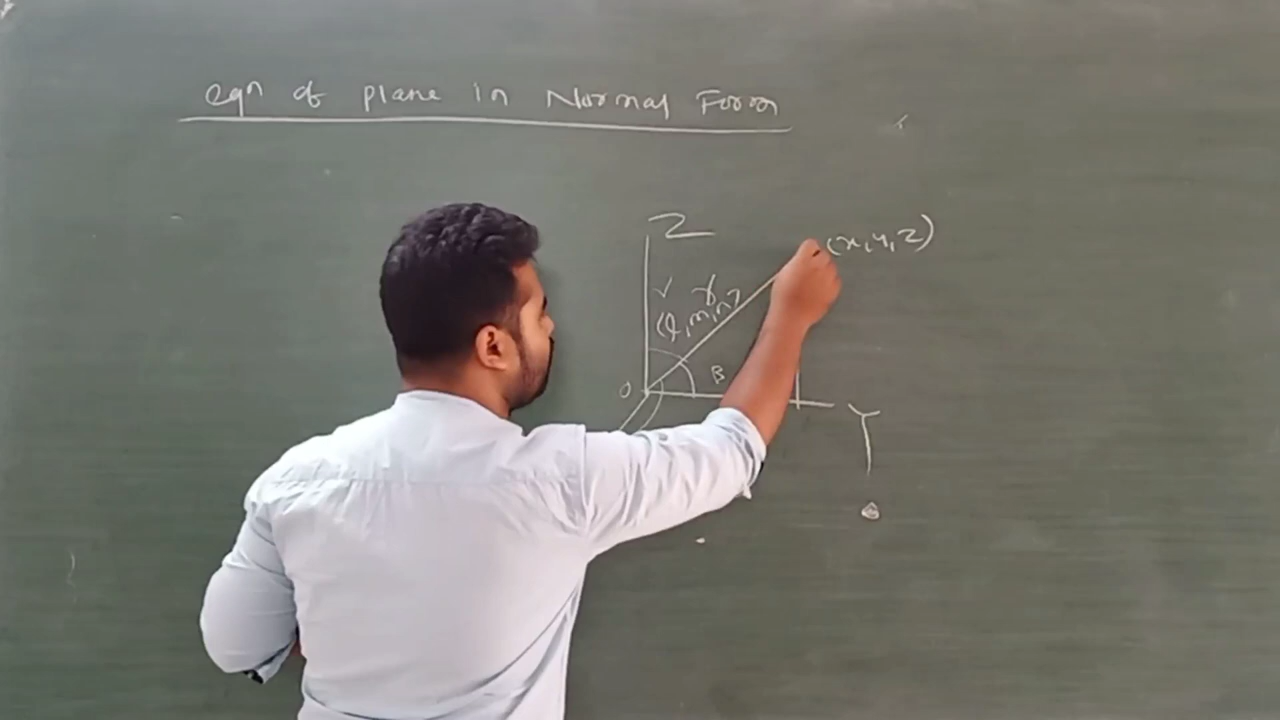 eqn of plane in Normal Form
Z
(x, y, z)
γ
(l, m, n)
O
β
Y